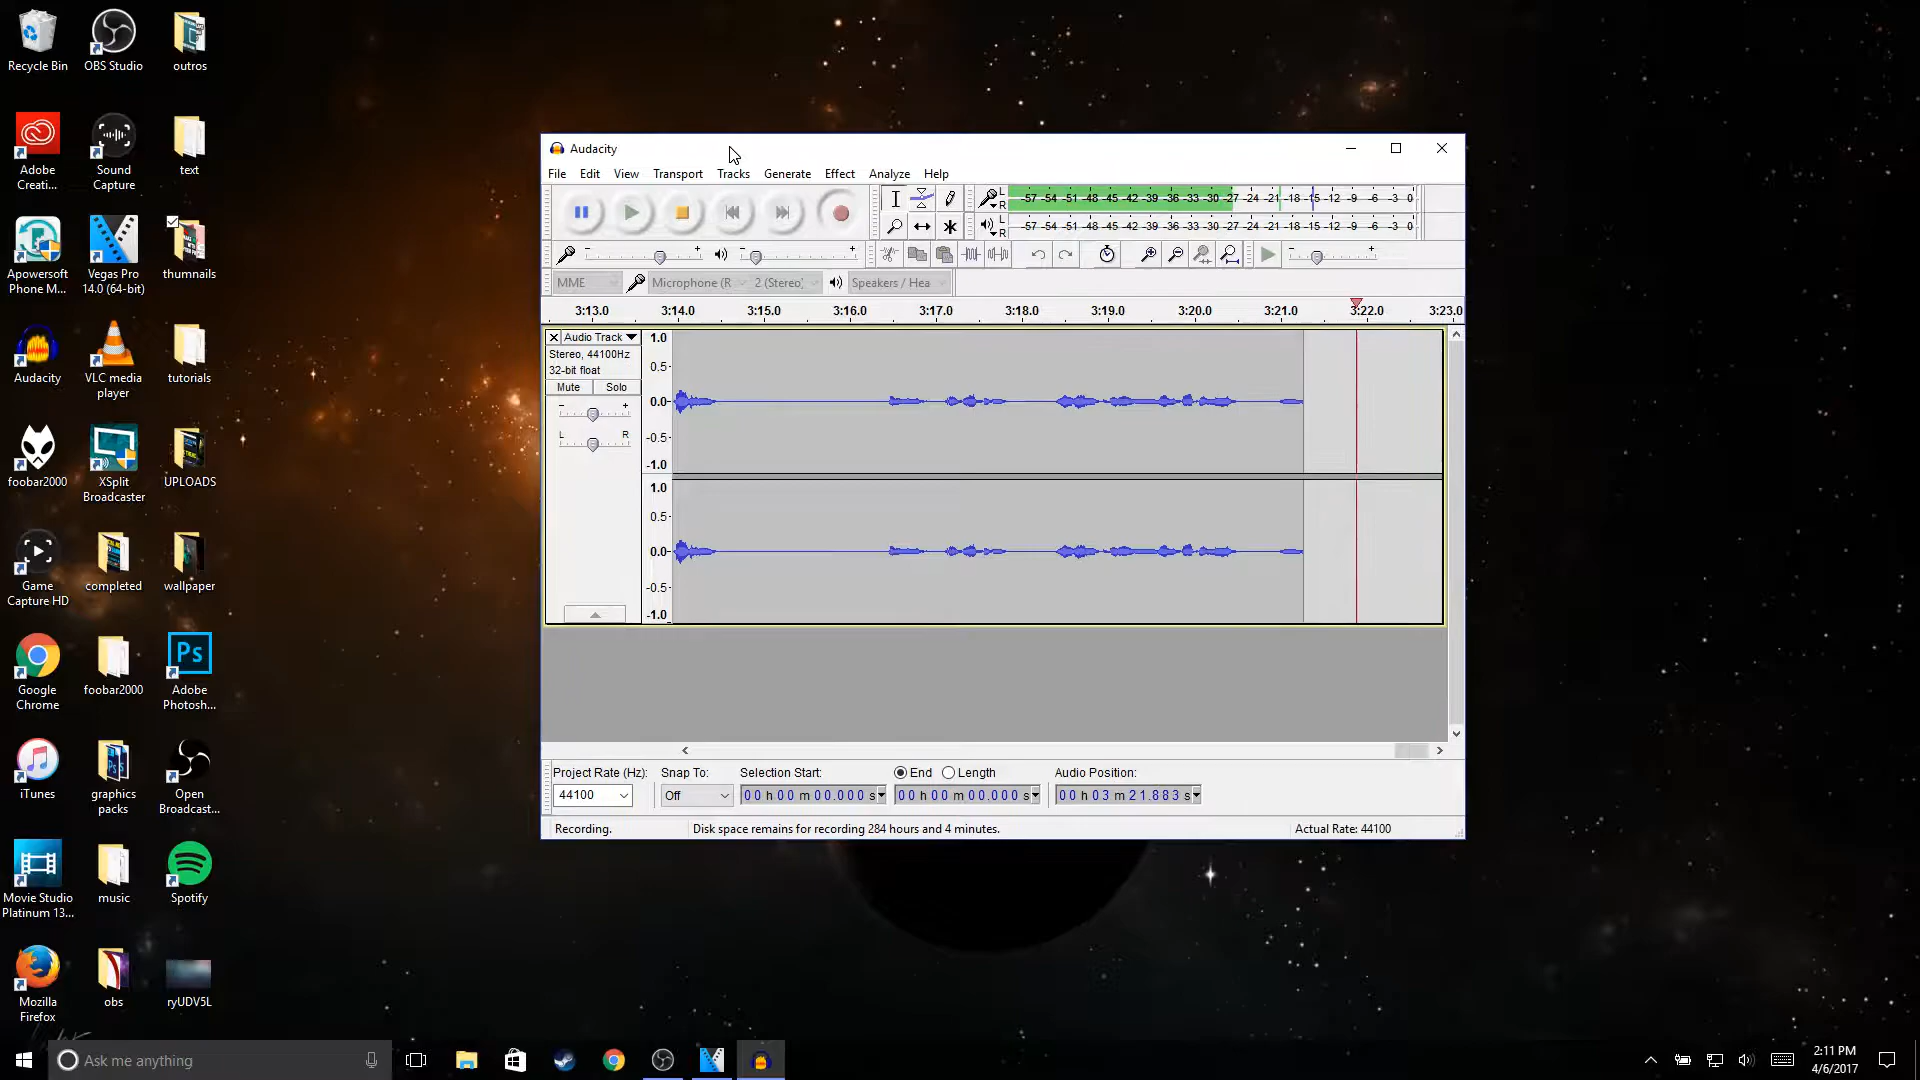 Recycle Bin
OBS Studio
outros
Adobe
Creati...
Sound
Capture
text
Apowersoft
Phone M...
Vegas Pro
14.0 (64-bit)
thumnails
Audacity
VLC media
player
tutorials
foobar2000
XSplit
Broadcaster
UPLOADS
Game
Capture HD
completed
wallpaper
Google
Chrome
foobar2000
Ps
Adobe
Photosh...
iTunes
graphics
packs
Open
Broadcast...
Movie Studio
Platinum 13...
music
Spotify
Mozilla
Firefox
obs
ryUDV5L
Audacity
File Edit View Transport Tracks Generate Effect Analyze Help
L -57 -54 -51 -48 -45 -42 -39 -36 -33 -30 -27 -24 -21 -18 -15 -12 -9 -6 -3 0
R
L -57 -54 -51 -48 -45 -42 -39 -36 -33 -30 -27 -24 -21 -18 -15 -12 -9 -6 -3 0
R
MME Microphone (R 2 (Stereo) Speakers / Hea
3:13.0 3:14.0 3:15.0 3:16.0 3:17.0 3:18.0 3:19.0 3:20.0 3:21.0 3:22.0 3:23.0
Audio Track
Stereo, 44100Hz
32-bit float
Mute Solo
- +
L R
1.0
0.5
0.0
-0.5
-1.0
1.0
0.5
0.0
-0.5
-1.0
Project Rate (Hz): Snap To: Selection Start: End Length Audio Position:
44100 Off 00 h 00 m 00.000 s 00 h 00 m 00.000 s 00 h 03 m 21.883 s
Recording. Disk space remains for recording 284 hours and 4 minutes. Actual Rate: 44100
Ask me anything
2:11 PM
4/6/2017